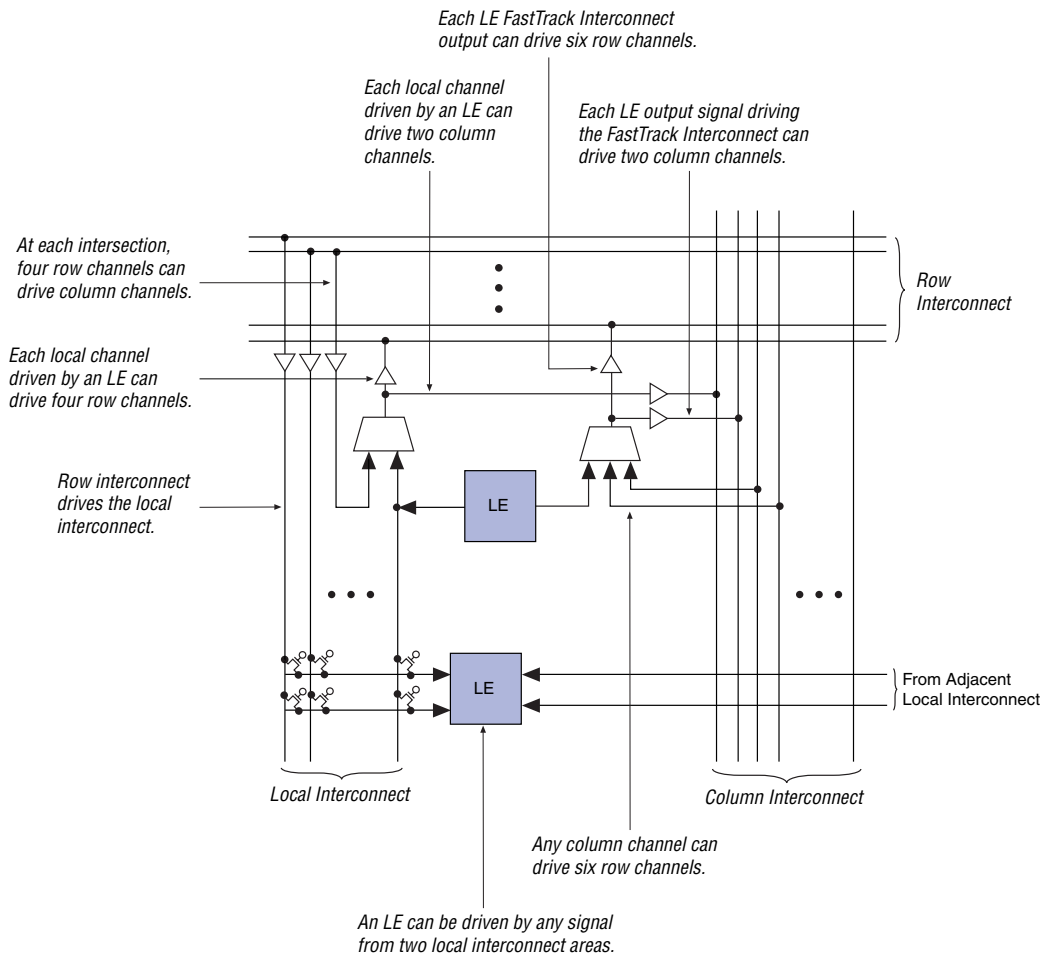 Each LE FastTrack Interconnect
output can drive six row channels.
Each local channel
driven by an LE can
drive two column
channels.
Each LE output signal driving
the FastTrack Interconnect can
drive two column channels.
At each intersection,
four row channels can
drive column channels.
Row
Interconnect
Each local channel
driven by an LE can
drive four row channels.
Row interconnect
drives the local
interconnect.
LE
LE
From Adjacent
Local Interconnect
Local Interconnect
Column Interconnect
Any column channel can
drive six row channels.
An LE can be driven by any signal
from two local interconnect areas.